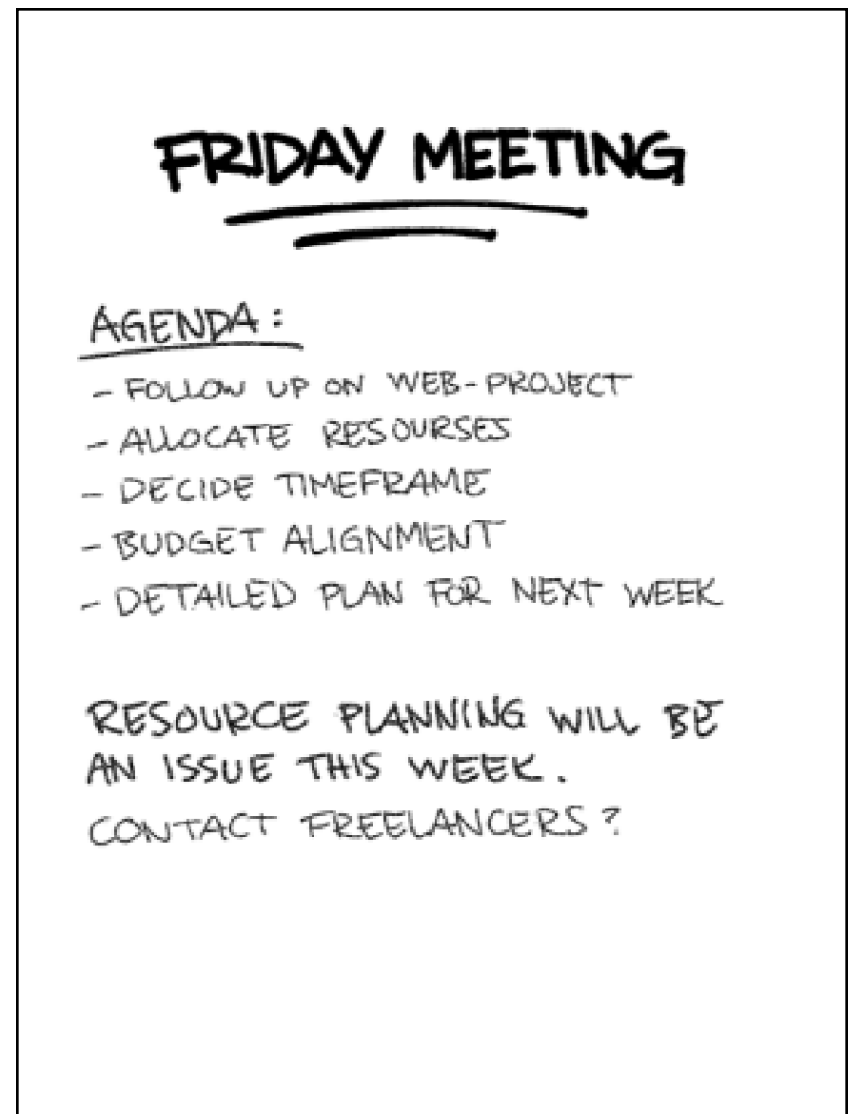 FRIDAY MEETING
AGENDA:
- FOLLOW UP ON WEB-PROJECT
- ALLOCATE RESOURSES
- DECIDE TIMEFRAME
- BUDGET ALIGNMENT
- DETAILED PLAN FOR NEXT WEEK
RESOURCE PLANNING WILL BE
AN ISSUE THIS WEEK.
CONTACT FREELANCERS?